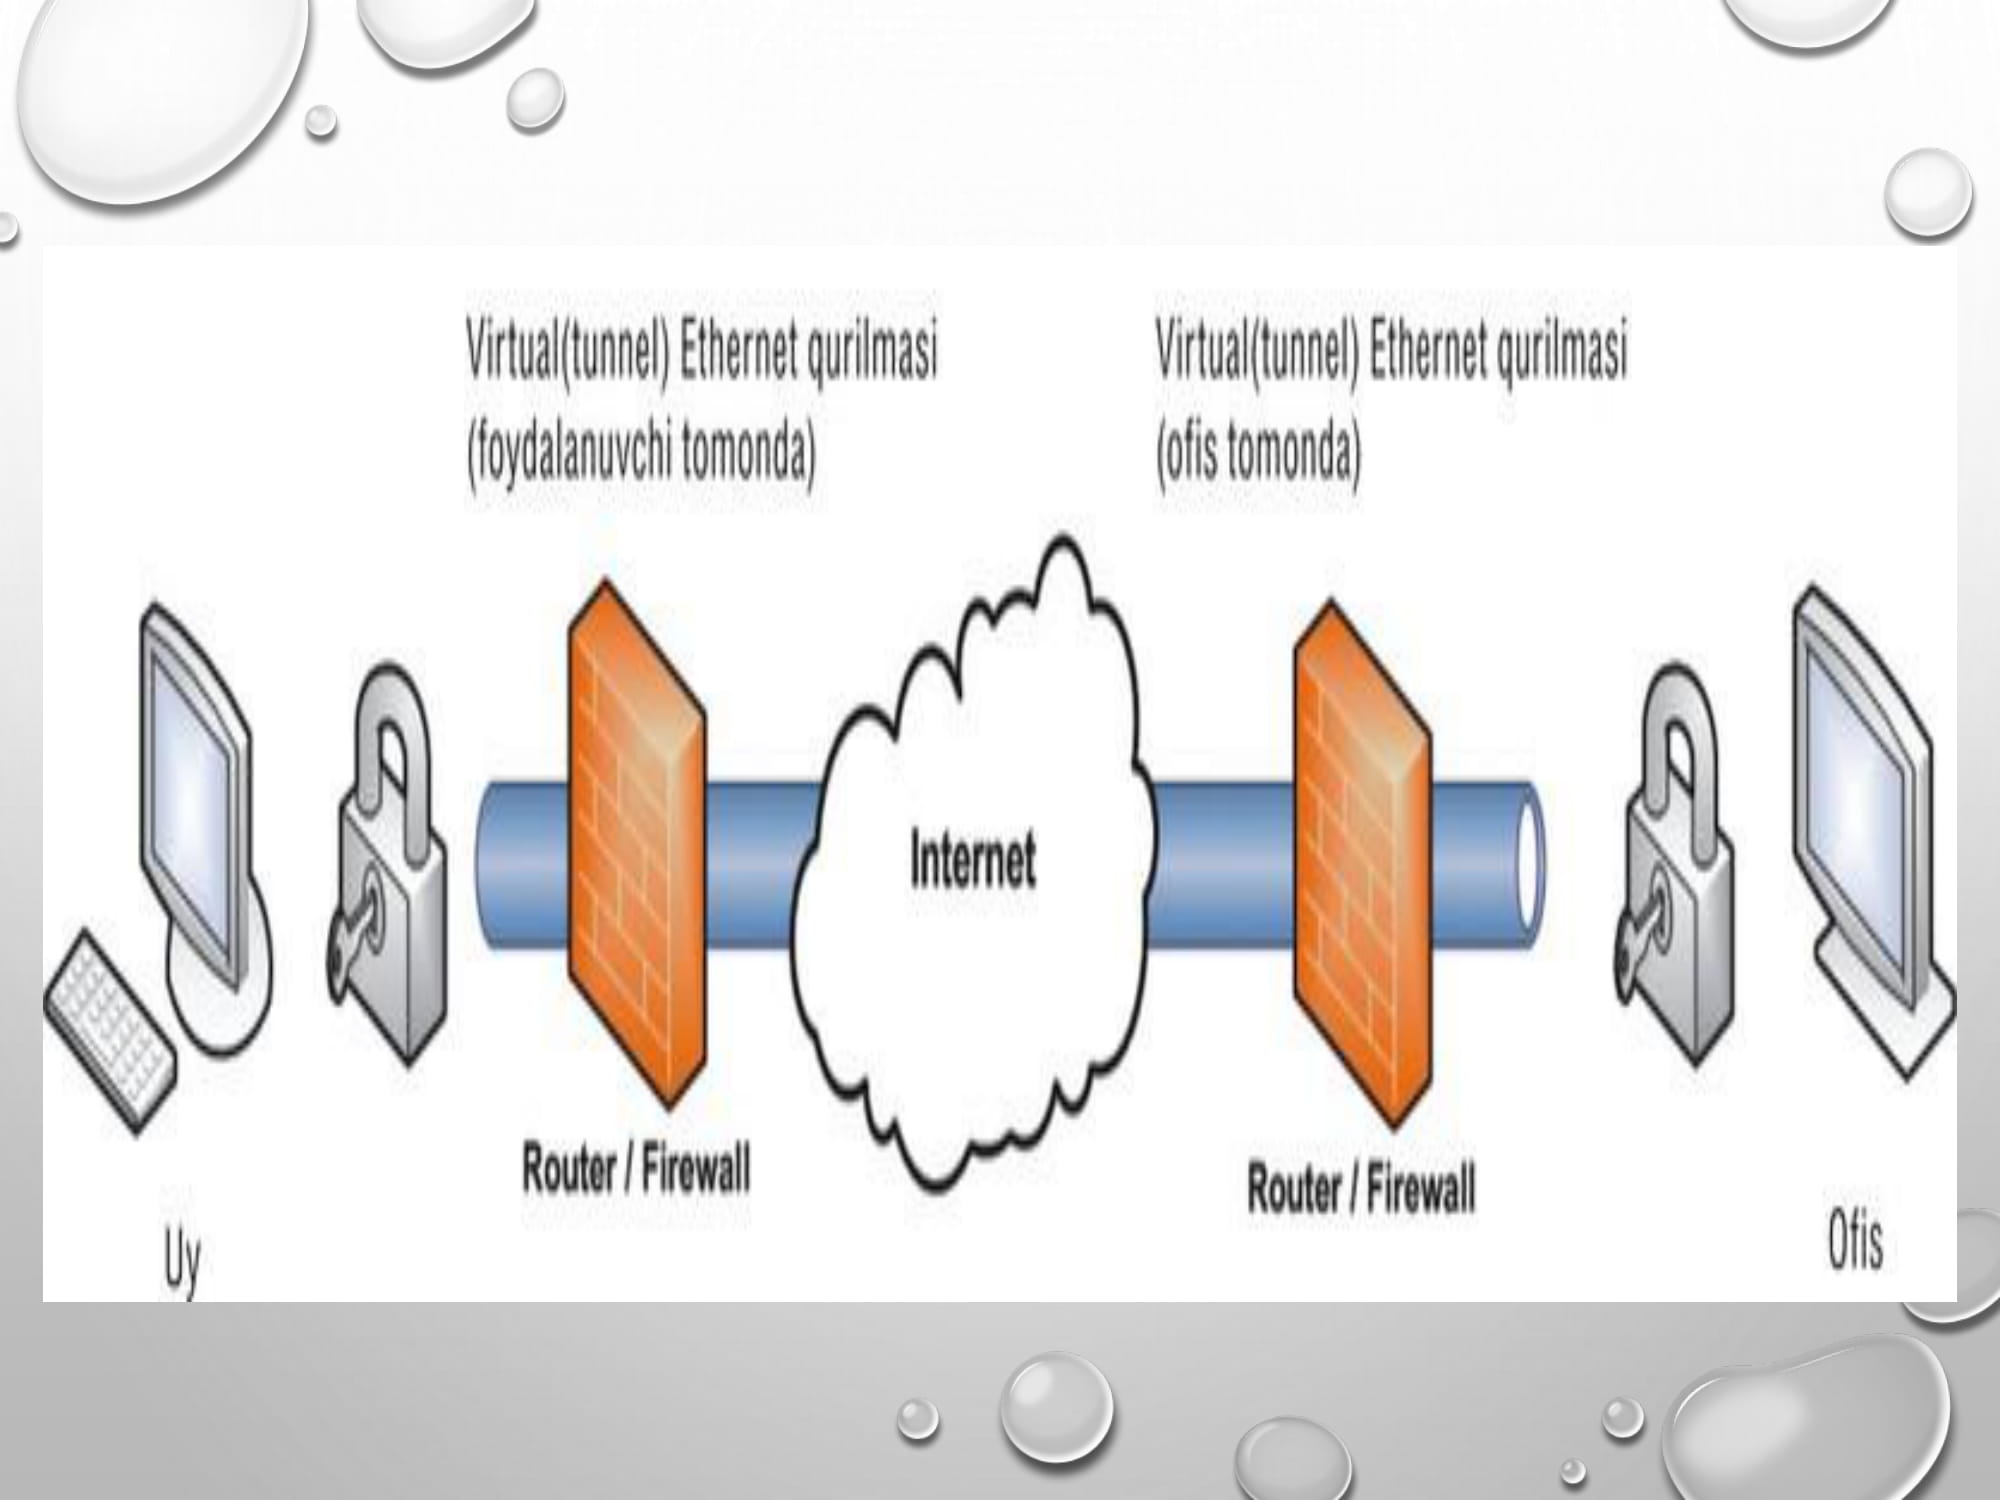 Virtual(tunnel) Ethernet qurilmasi
(foydalanuvchi tomonda)
Virtual(tunnel) Ethernet qurilmasi
(ofis tomonda)
Internet
Router / Firewall
Router / Firewall
Uy
Ofis